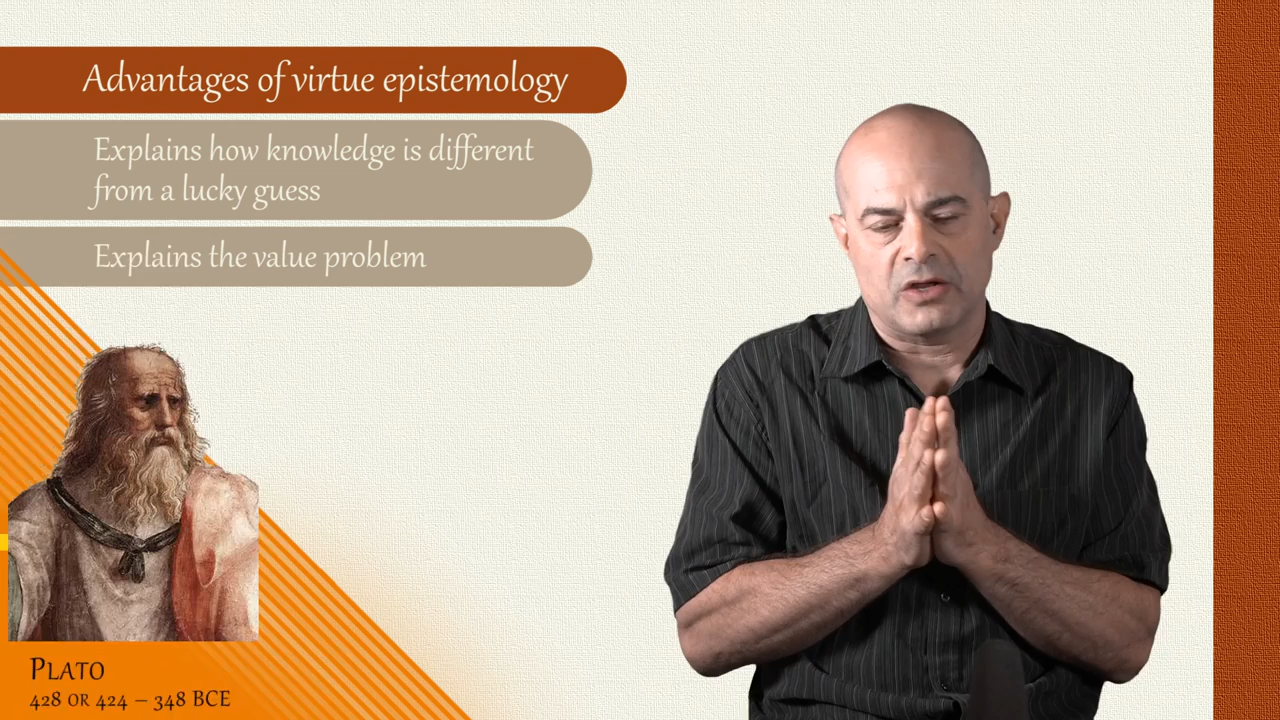 Advantages of virtue epistemology
Explains how knowledge is different
from a lucky guess
Explains the value problem
Plato
428 or 424 – 348 BCE